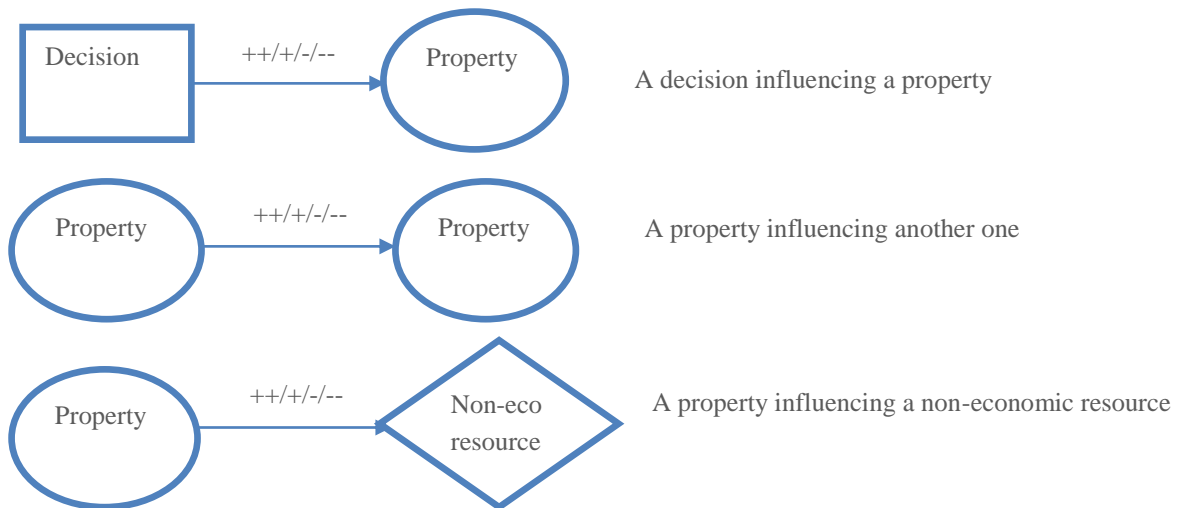 Decision
++/+/-/--
Property
A decision influencing a property
Property
++/+/-/--
Property
A property influencing another one
Property
++/+/-/--
Non-eco
resource
A property influencing a non-economic resource